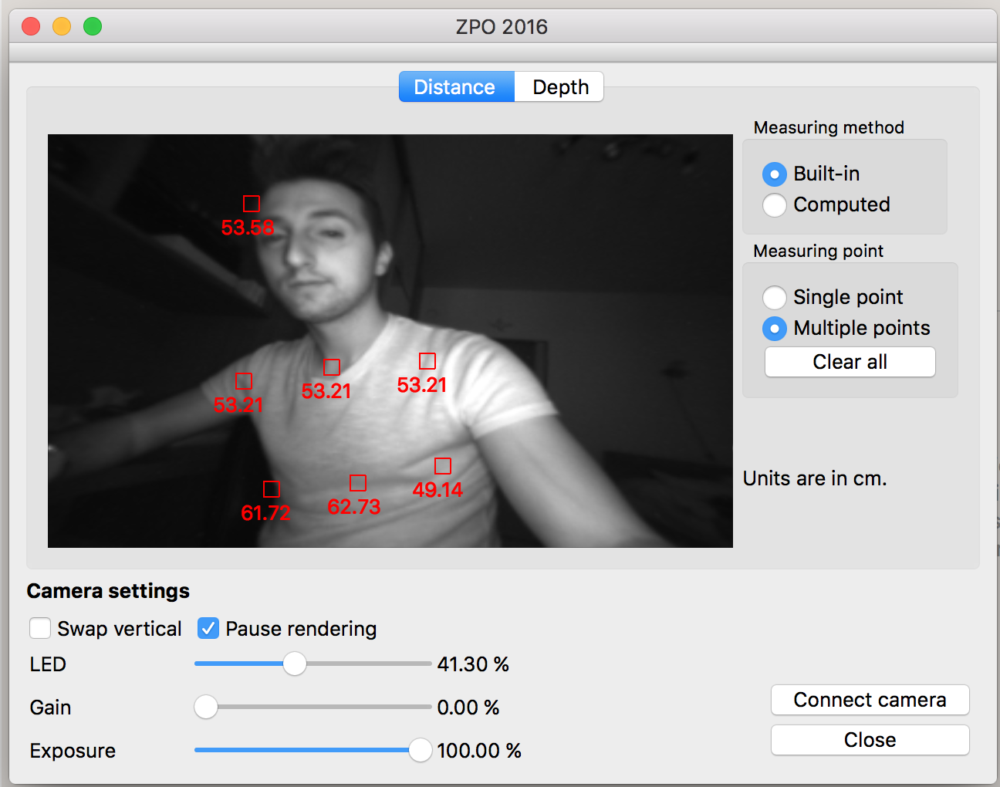 ZPO 2016
Distance
Depth
Measuring method
Built-in
Computed
Measuring point
Single point
Multiple points
Clear all
Units are in cm.
53.58
53.21
53.21
53.21
61.72
62.73
49.14
Camera settings
Swap vertical
Pause rendering
LED
41.30 %
Gain
0.00 %
Exposure
100.00 %
Connect camera
Close